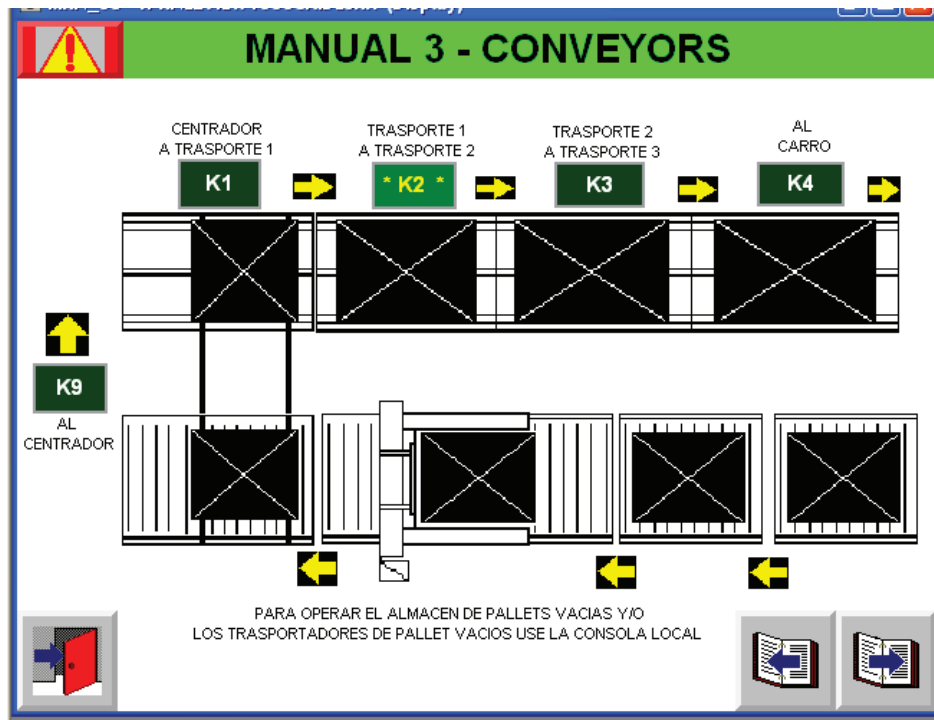 MANUAL 3 - CONVEYORS
CENTRADOR
A TRASPORTE 1
K1
TRASPORTE 1
A TRASPORTE 2
* K2 *
TRASPORTE 2
A TRASPORTE 3
K3
AL
CARRO
K4
K9
AL
CENTRADOR
PARA OPERAR EL ALMACEN DE PALLETS VACIAS Y/O
LOS TRASPORTADORES DE PALLET VACIOS USE LA CONSOLA LOCAL